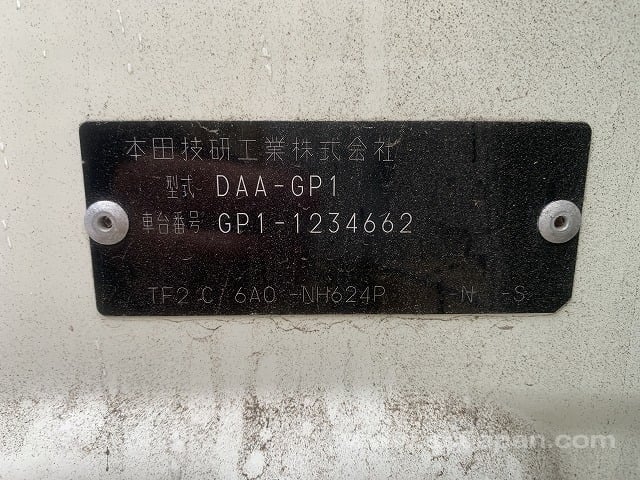 本田技研工業株式会社
型式 DAA-GP1
車台番号 GP1-1234662
TF2 C/6A0 -NH624P N -S